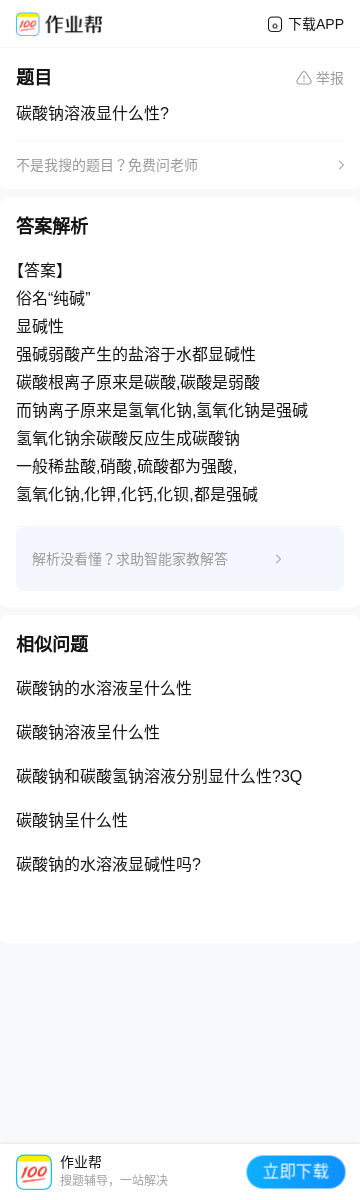 作业帮
下载APP
题目
举报
碳酸钠溶液显什么性?
不是我搜的题目？免费问老师
答案解析
【答案】
俗名“纯碱”
显碱性
强碱弱酸产生的盐溶于水都显碱性
碳酸根离子原来是碳酸,碳酸是弱酸
而钠离子原来是氢氧化钠,氢氧化钠是强碱
氢氧化钠余碳酸反应生成碳酸钠
一般稀盐酸,硝酸,硫酸都为强酸,
氢氧化钠,化钾,化钙,化钡,都是强碱
解析没看懂？求助智能家教解答
相似问题
碳酸钠的水溶液呈什么性
碳酸钠溶液呈什么性
碳酸钠和碳酸氢钠溶液分别显什么性?3Q
碳酸钠呈什么性
碳酸钠的水溶液显碱性吗?
100
作业帮
搜题辅导，一站解决
立即下载